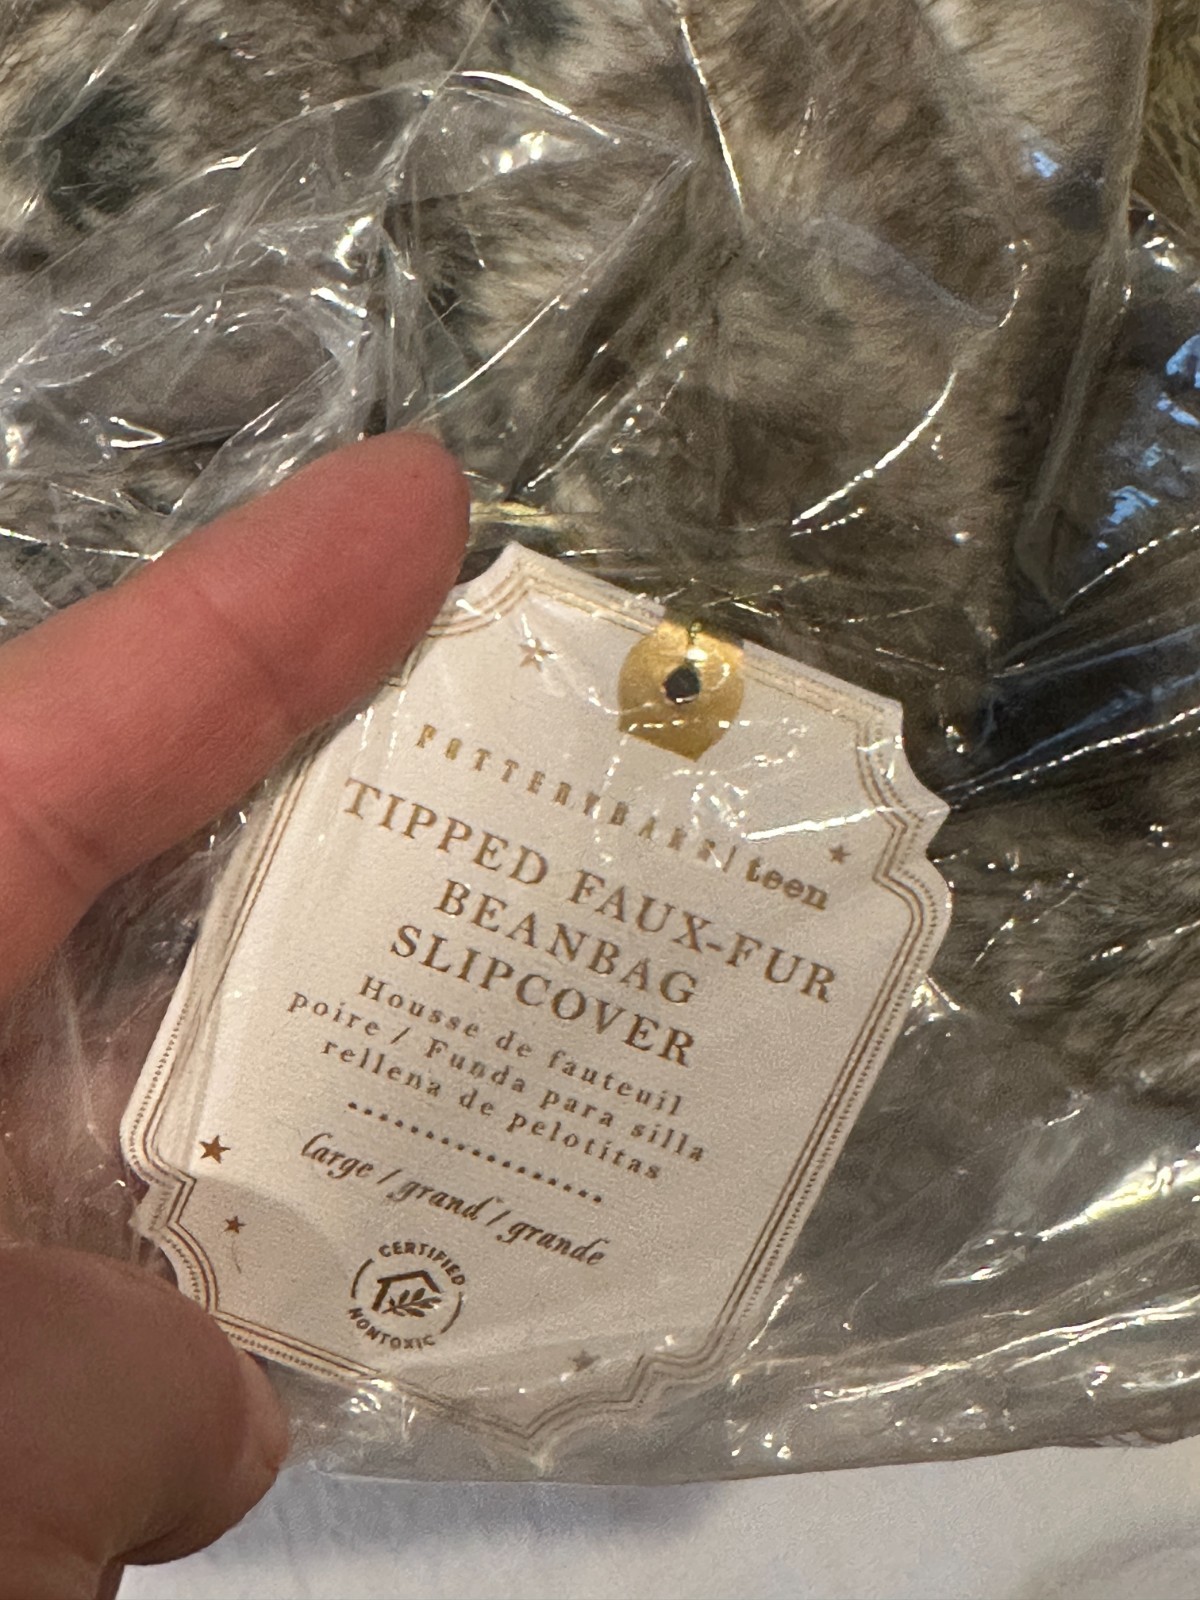 POTTERYBARN | teen
TIPPED FAUX-FUR
BEANBAG
SLIPCOVER
Housse de fauteuil
poire / Funda para silla
rellena de pelotitas
large / grand / grande
CERTIFIED
NONTOXIC